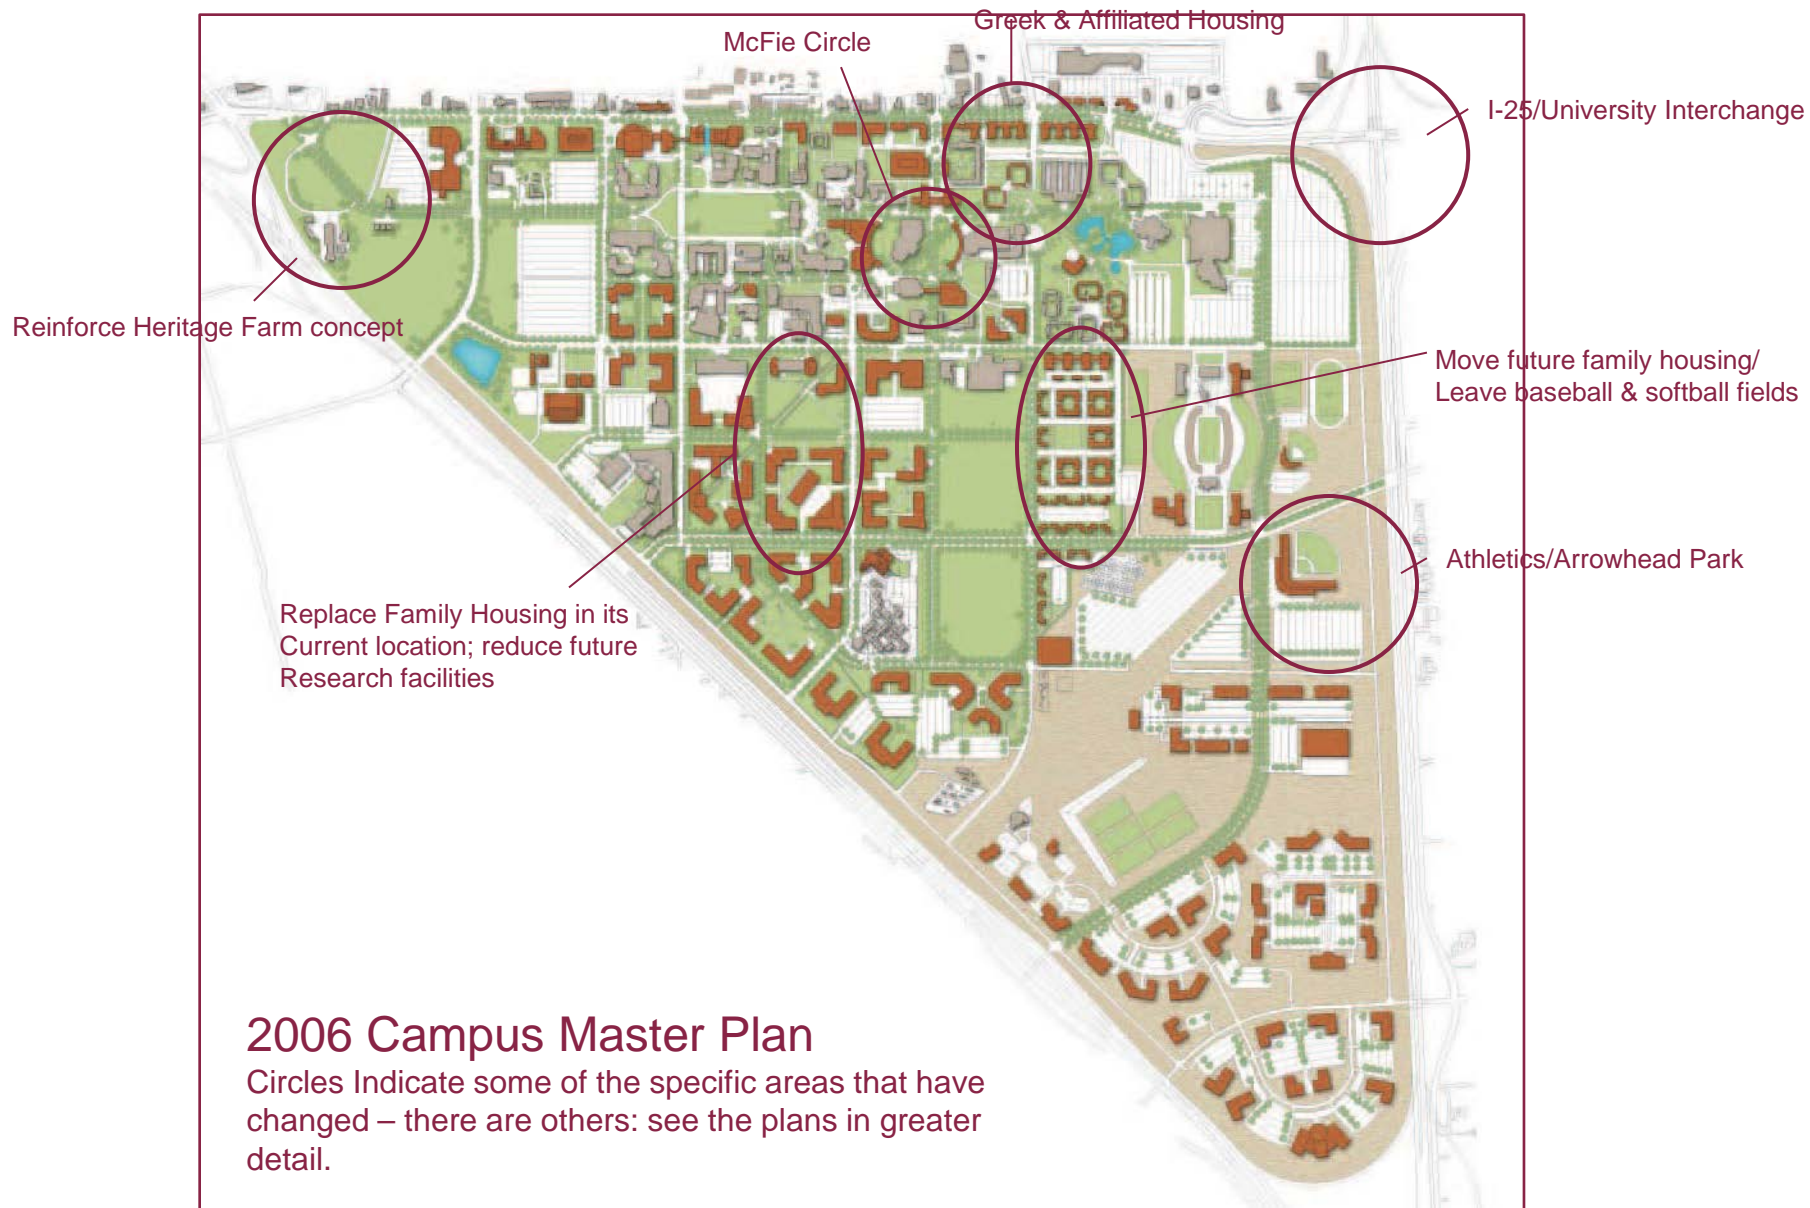 Greek & Affiliated Housing
McFie Circle
I-25/University Interchange
Reinforce Heritage Farm concept
Move future family housing/
Leave baseball & softball fields
Athletics/Arrowhead Park
Replace Family Housing in its
Current location; reduce future
Research facilities
2006 Campus Master Plan
Circles Indicate some of the specific areas that have
changed – there are others: see the plans in greater
detail.